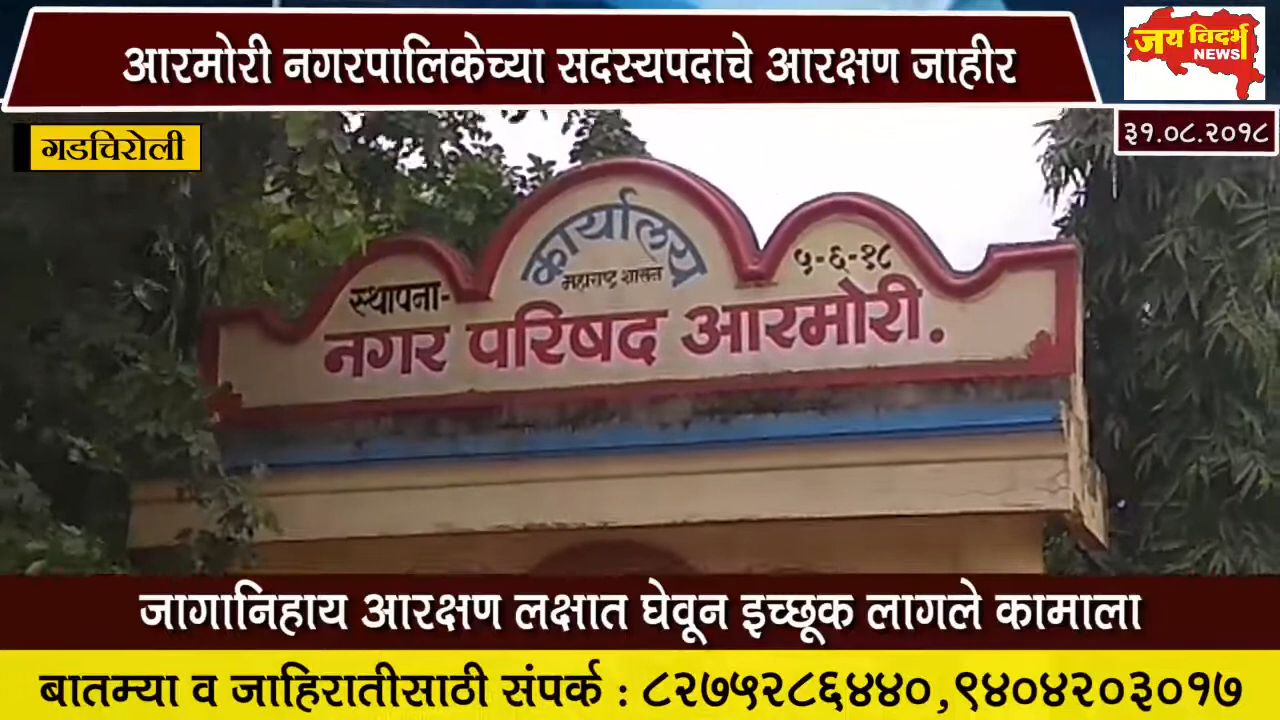 आरमोरी नगरपालिकेच्या सदस्यपदाचे आरक्षण जाहीर
जय विदर्भ
NEWS
गडचिरोली
३१.०८.२०१८
कार्यालय
महाराष्ट्र शासन
स्थापना-
५-६-१८
नगर परिषद आरमोरी.
जागानिहाय आरक्षण लक्षात घेवून इच्छूक लागले कामाला
बातम्या व जाहिरातीसाठी संपर्क : ८२७५२८६४४०,९४०४२०३०१७